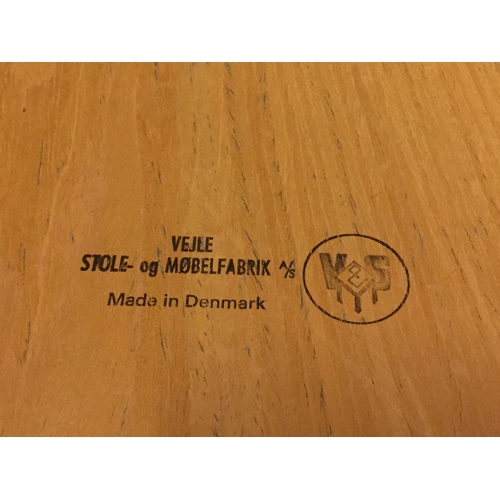 VEJLE
STOLE- og MØBELFABRIK A/S
Made in Denmark
V & S